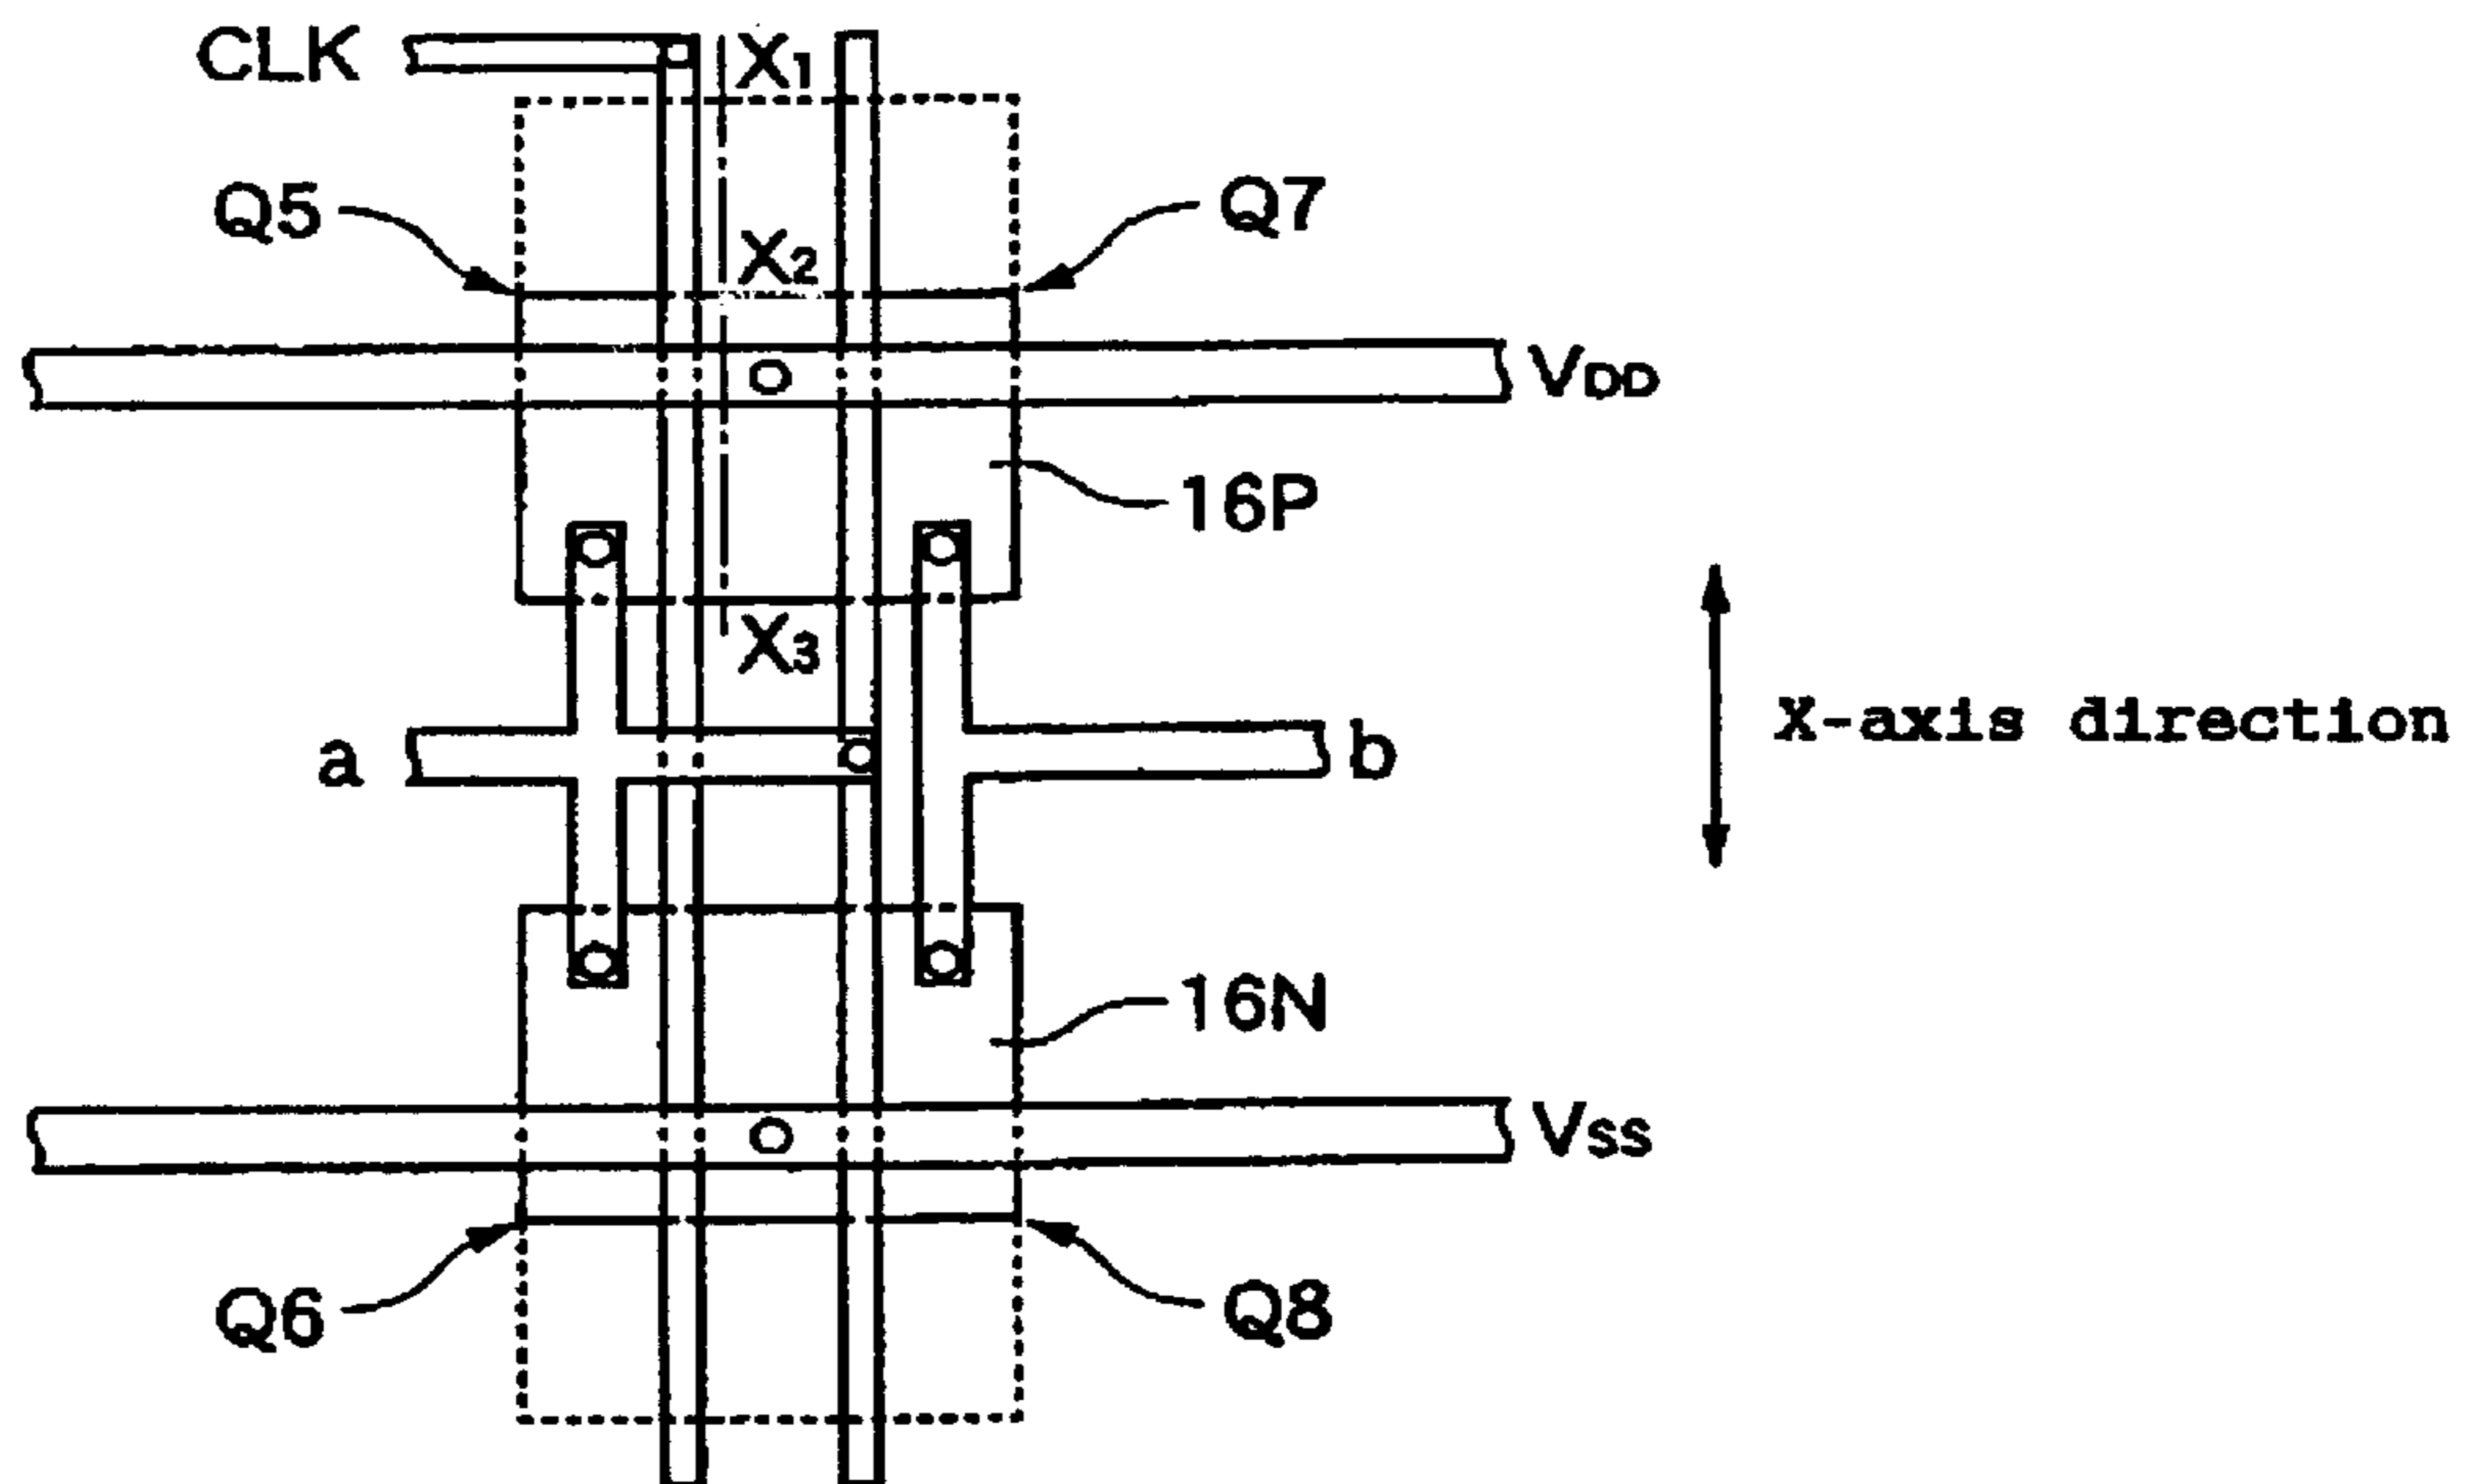 CLK
X1
Q5
Q7
X2
VDD
16P
X3
X-axis direction
a
b
16N
VSS
Q6
Q8